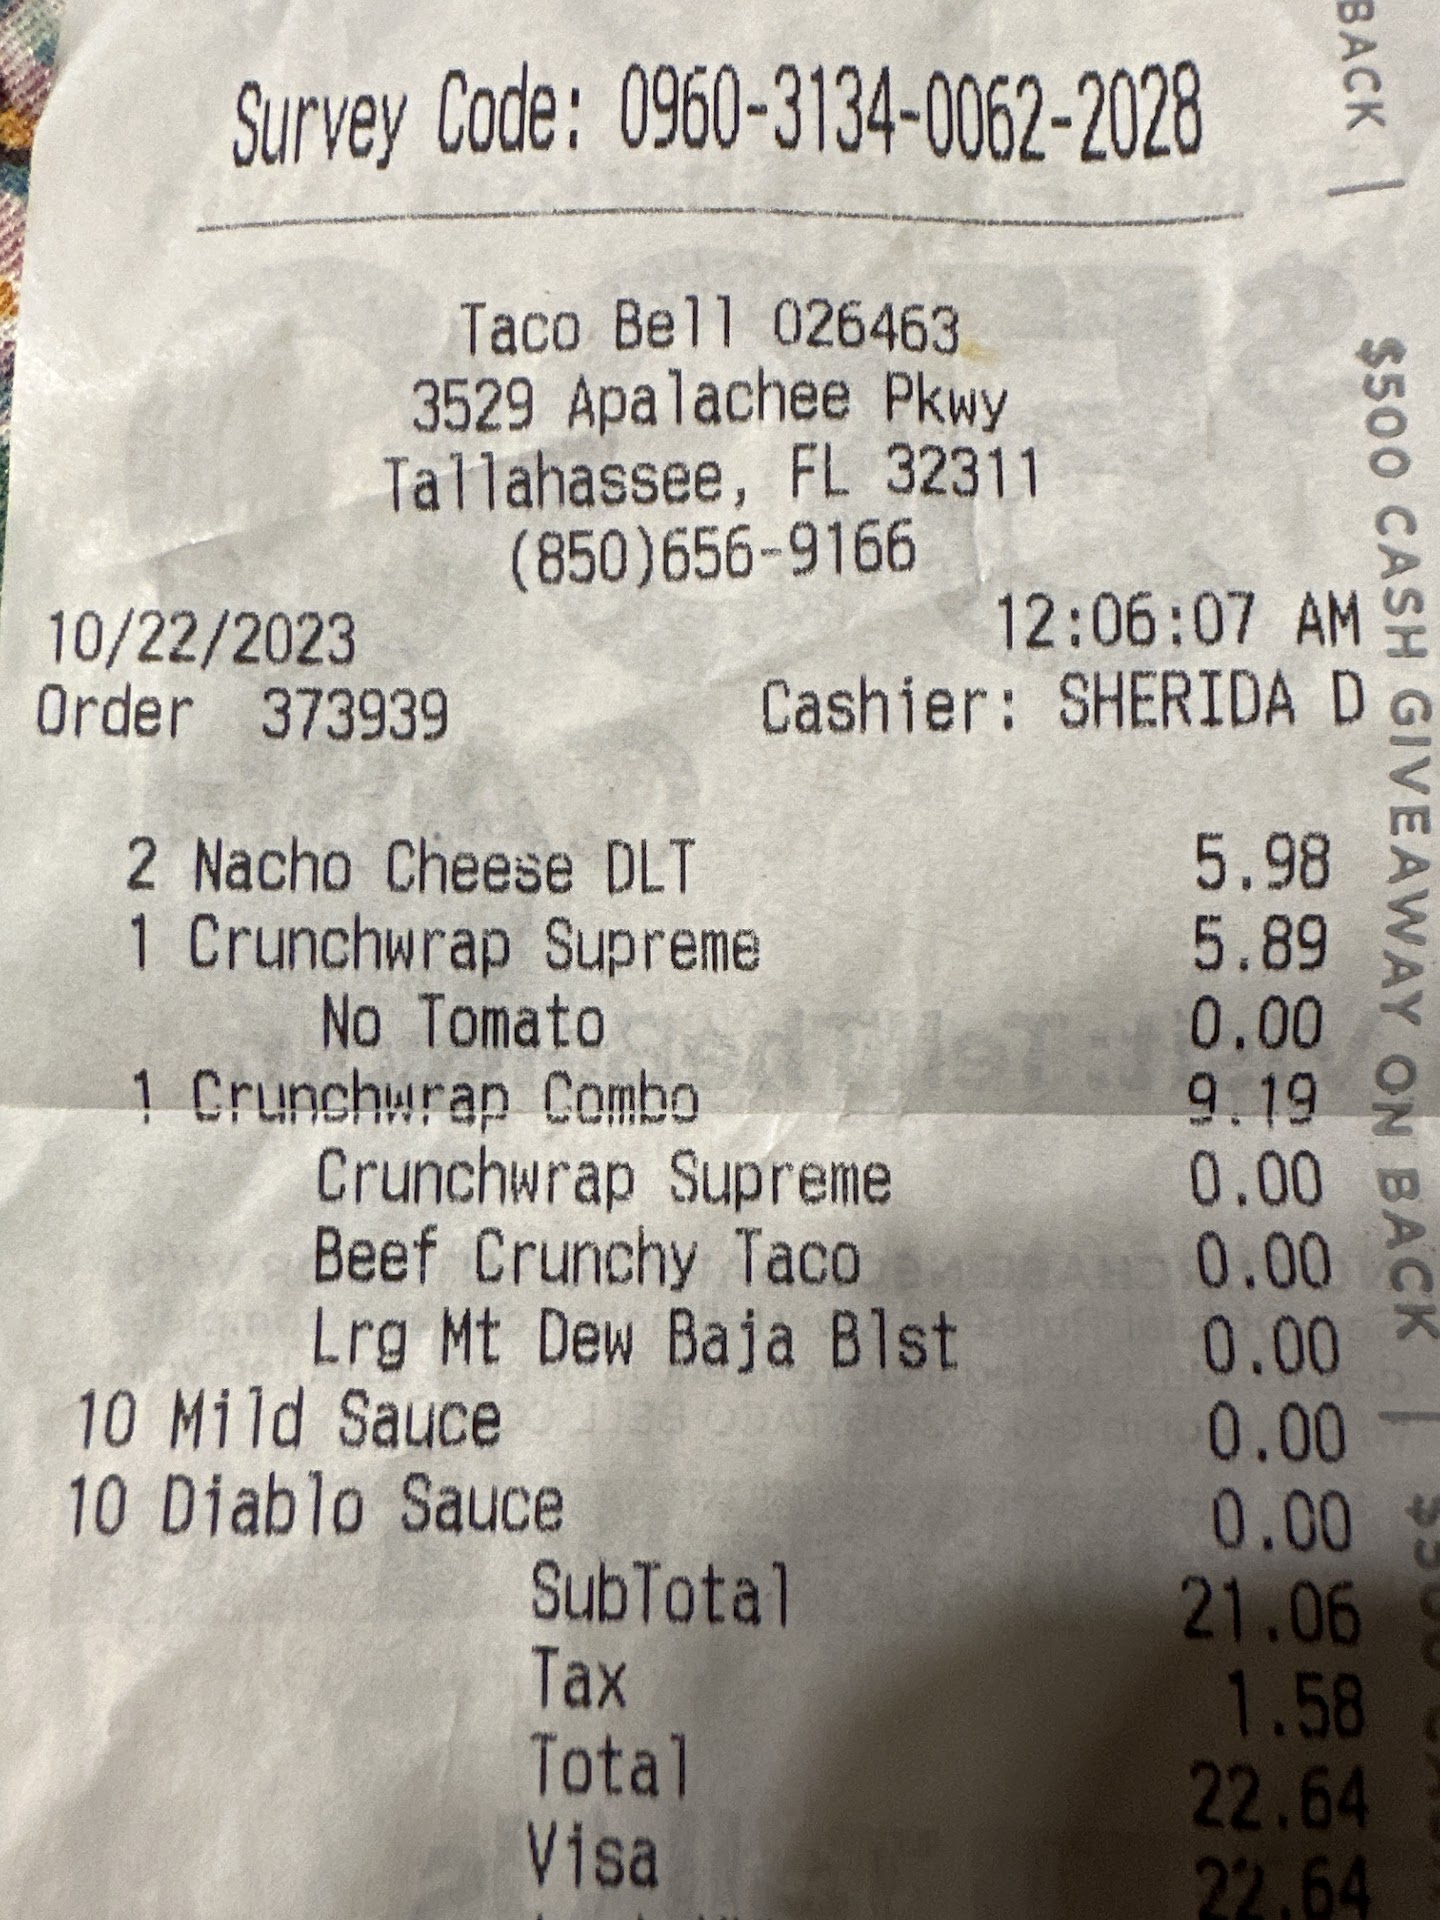 Survey Code: 0960-3134-0062-2028
Taco Bell 026463
3529 Apalachee Pkwy
Tallahassee, FL 32311
(850)656-9166
10/22/2023 12:06:07 AM
Order 373939 Cashier: SHERIDA D
2 Nacho Cheese DLT 5.98
1 Crunchwrap Supreme 5.89
No Tomato 0.00
1 Crunchwrap Combo 9.19
Crunchwrap Supreme 0.00
Beef Crunchy Taco 0.00
Lrg Mt Dew Baja Blst 0.00
10 Mild Sauce 0.00
10 Diablo Sauce 0.00
SubTotal 21.06
Tax 1.58
Total 22.64
Visa 22.64
BACK |
$500 CASH GIVEAWAY ON BACK |